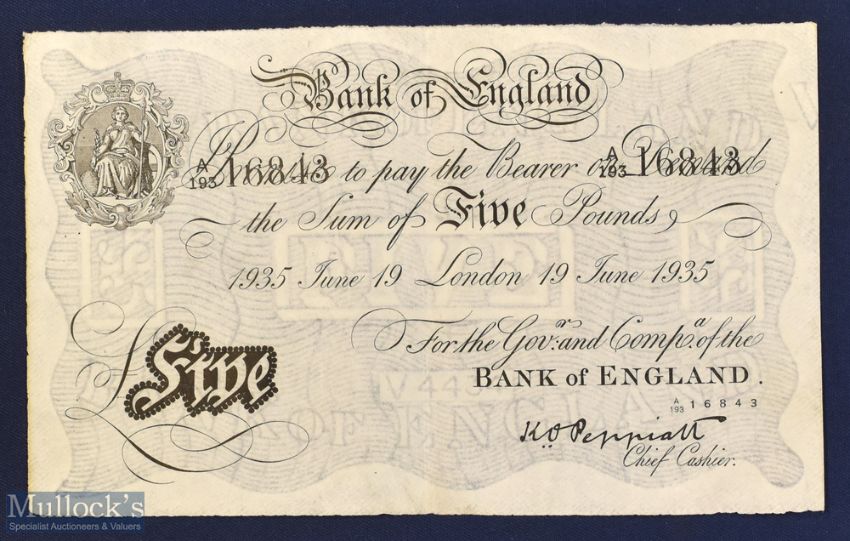 Bank of England
A/193 16843 A/193 16843
I Promise to pay the Bearer on Demand
the Sum of Five Pounds
1935 June 19 London 19 June 1935
For the Gov.r and Comp.a of the
BANK of ENGLAND.
£Five
A/193 16843
K O Peppiatt
Chief Cashier.
Mullock's
Specialist Auctioneers & Valuers